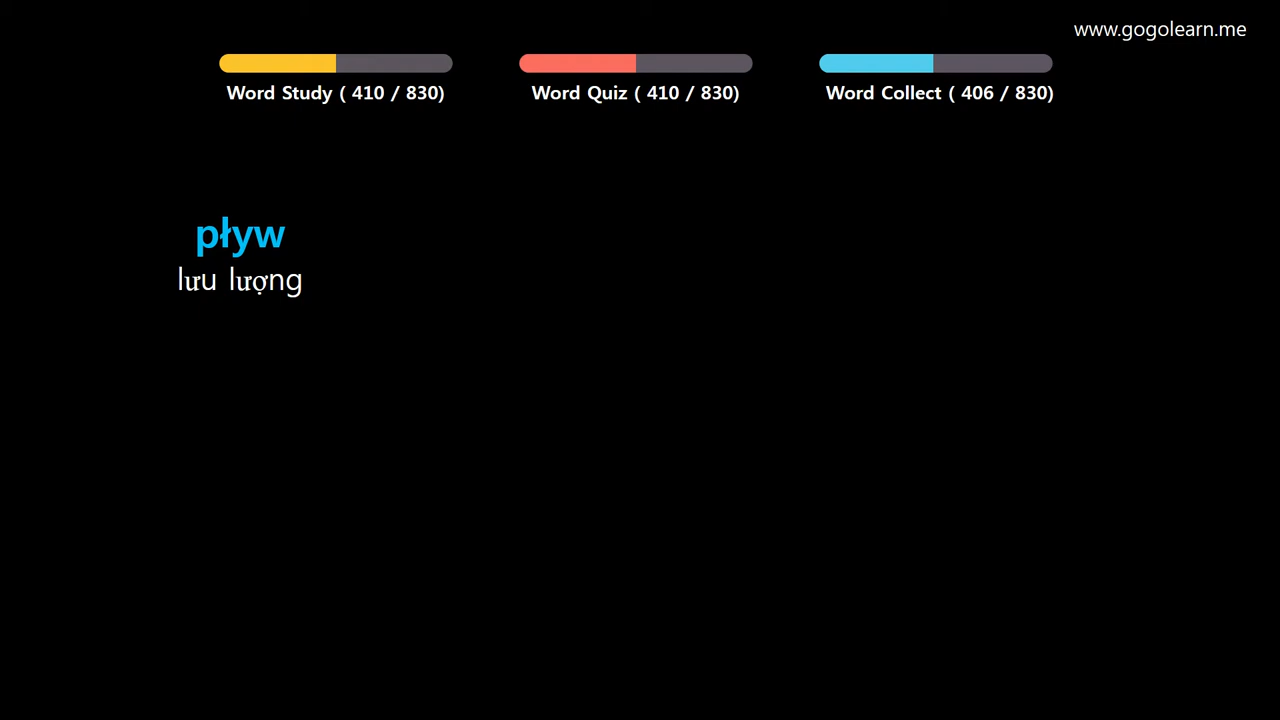 www.gogolearn.me
Word Study ( 410 / 830)
Word Quiz ( 410 / 830)
Word Collect ( 406 / 830)
pływ
lưu lượng